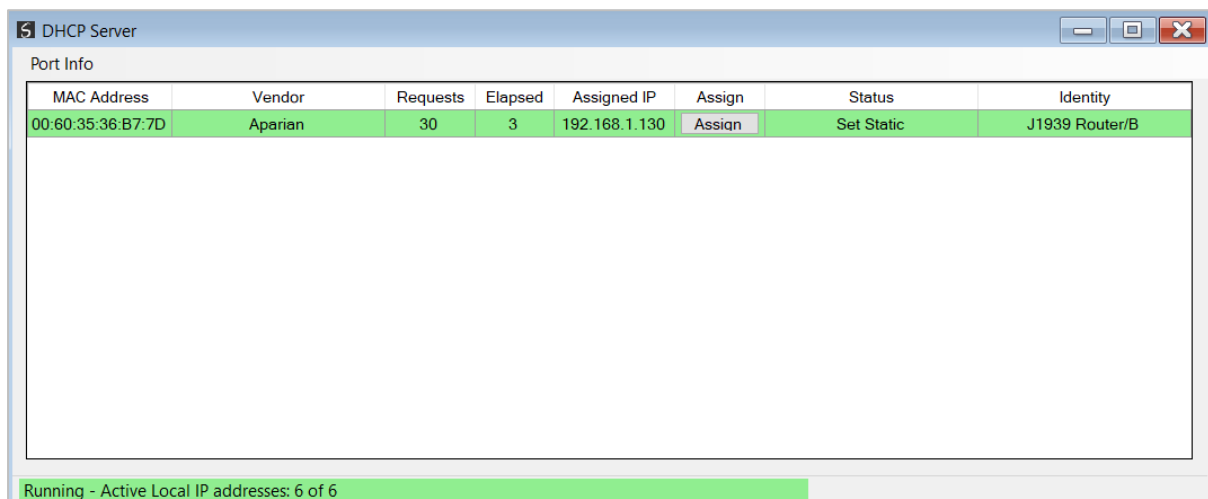 DHCP Server
Port Info
MAC Address Vendor Requests Elapsed Assigned IP Assign Status Identity
00:60:35:36:B7:7D Aparian 30 3 192.168.1.130 Assign Set Static J1939 Router/B
Running - Active Local IP addresses: 6 of 6